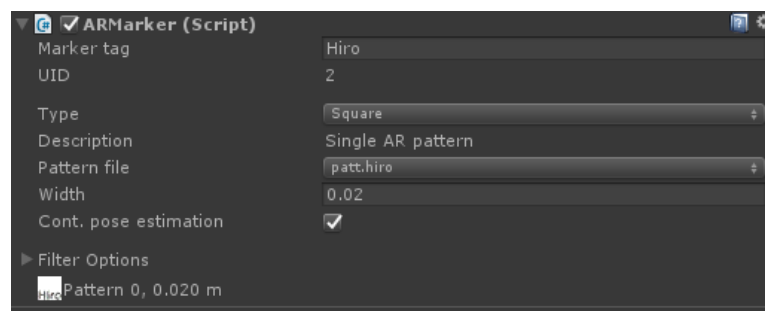 ARMarker (Script)
Marker tag Hiro
UID 2
Type Square
Description Single AR pattern
Pattern file patt.hiro
Width 0.02
Cont. pose estimation
Filter Options
Hiro Pattern 0, 0.020 m